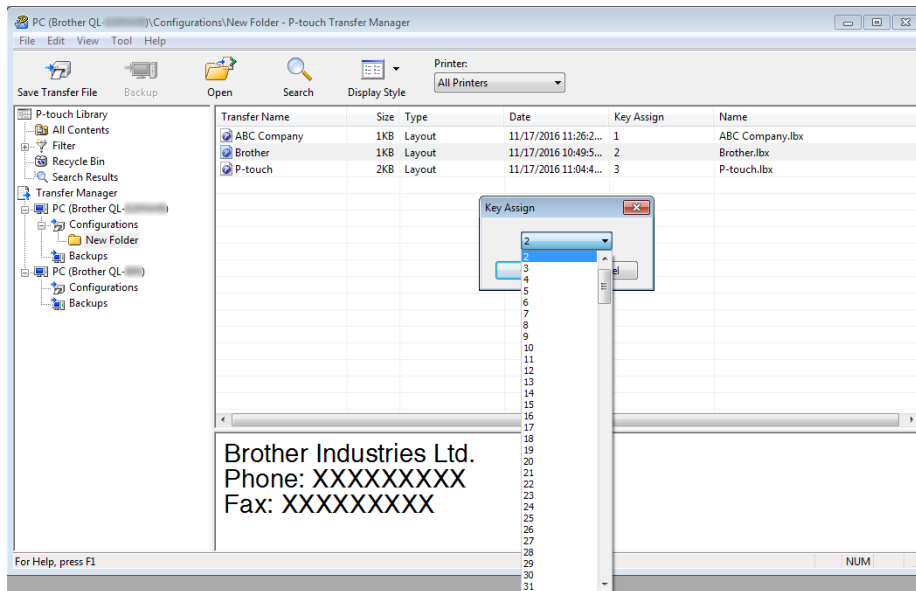 PC (Brother QL- )\Configurations\New Folder - P-touch Transfer Manager
File Edit View Tool Help
Save Transfer File Backup Open Search Display Style Printer:
All Printers
P-touch Library
All Contents
Filter
Recycle Bin
Search Results
Transfer Manager
PC (Brother QL- )
Configurations
New Folder
Backups
PC (Brother QL- )
Configurations
Backups
Transfer Name Size Type Date Key Assign Name
ABC Company 1KB Layout 11/17/2016 11:26:2... 1 ABC Company.lbx
Brother 1KB Layout 11/17/2016 10:49:5... 2 Brother.lbx
P-touch 2KB Layout 11/17/2016 11:04:4... 3 P-touch.lbx
Key Assign
2
2
3
4
5
6
7
8
9
10
11
12
13
14
15
16
17
18
19
20
21
22
23
24
25
26
27
28
29
30
31
Brother Industries Ltd.
Phone: XXXXXXXXX
Fax: XXXXXXXXX
For Help, press F1
NUM